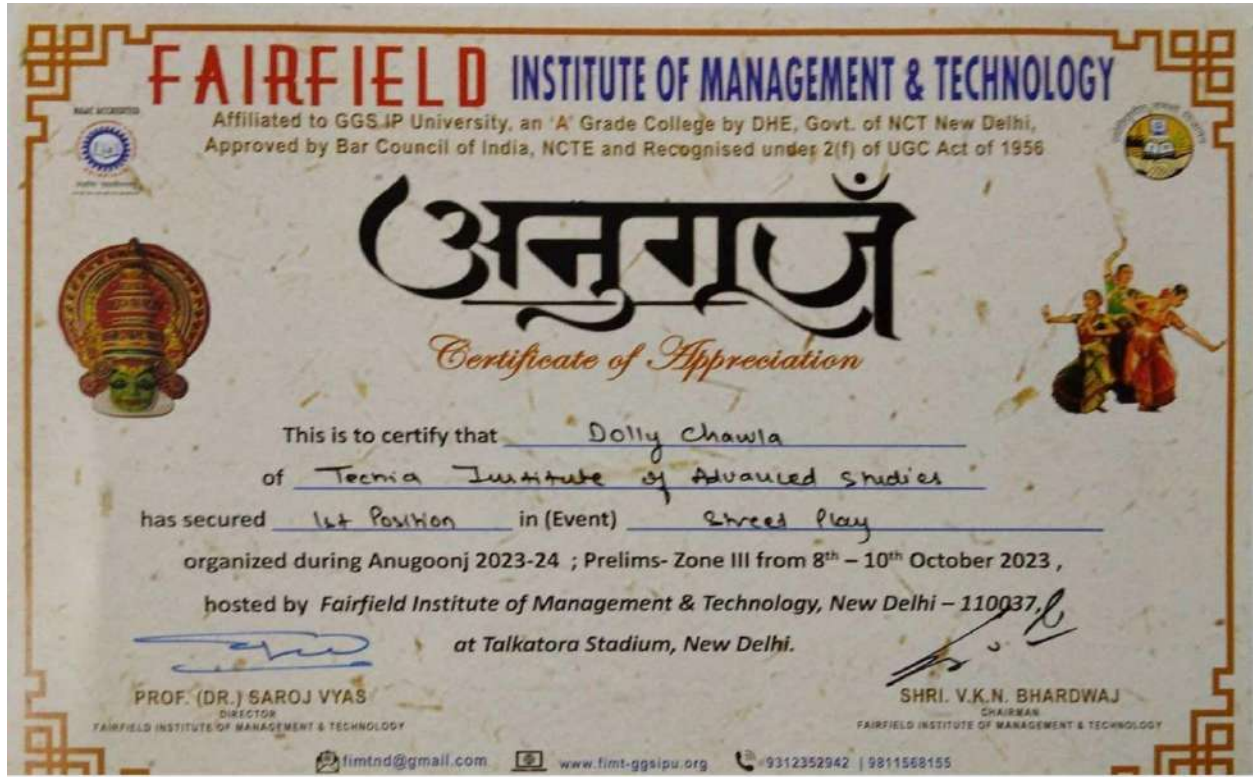 FAIRFIELD INSTITUTE OF MANAGEMENT & TECHNOLOGY
Affiliated to GGS IP University, an 'A' Grade College by DHE, Govt. of NCT New Delhi,
Approved by Bar Council of India, NCTE and Recognised under 2(f) of UGC Act of 1956
NAAC ACCREDITED
अनुगूजँ
Certificate of Appreciation
This is to certify that Dolly Chawla
of Tecnia Institute of Advanced Studies
has secured 1st Position in (Event) Street Play
organized during Anugoonj 2023-24 ; Prelims- Zone III from 8th – 10th October 2023 ,
hosted by Fairfield Institute of Management & Technology, New Delhi – 110037,
at Talkatora Stadium, New Delhi.
PROF. (DR.) SAROJ VYAS
DIRECTOR
FAIRFIELD INSTITUTE OF MANAGEMENT & TECHNOLOGY
SHRI. V.K.N. BHARDWAJ
CHAIRMAN
FAIRFIELD INSTITUTE OF MANAGEMENT & TECHNOLOGY
fimtnd@gmail.com www.fimt-ggsipu.org 9312352942 | 9811568155